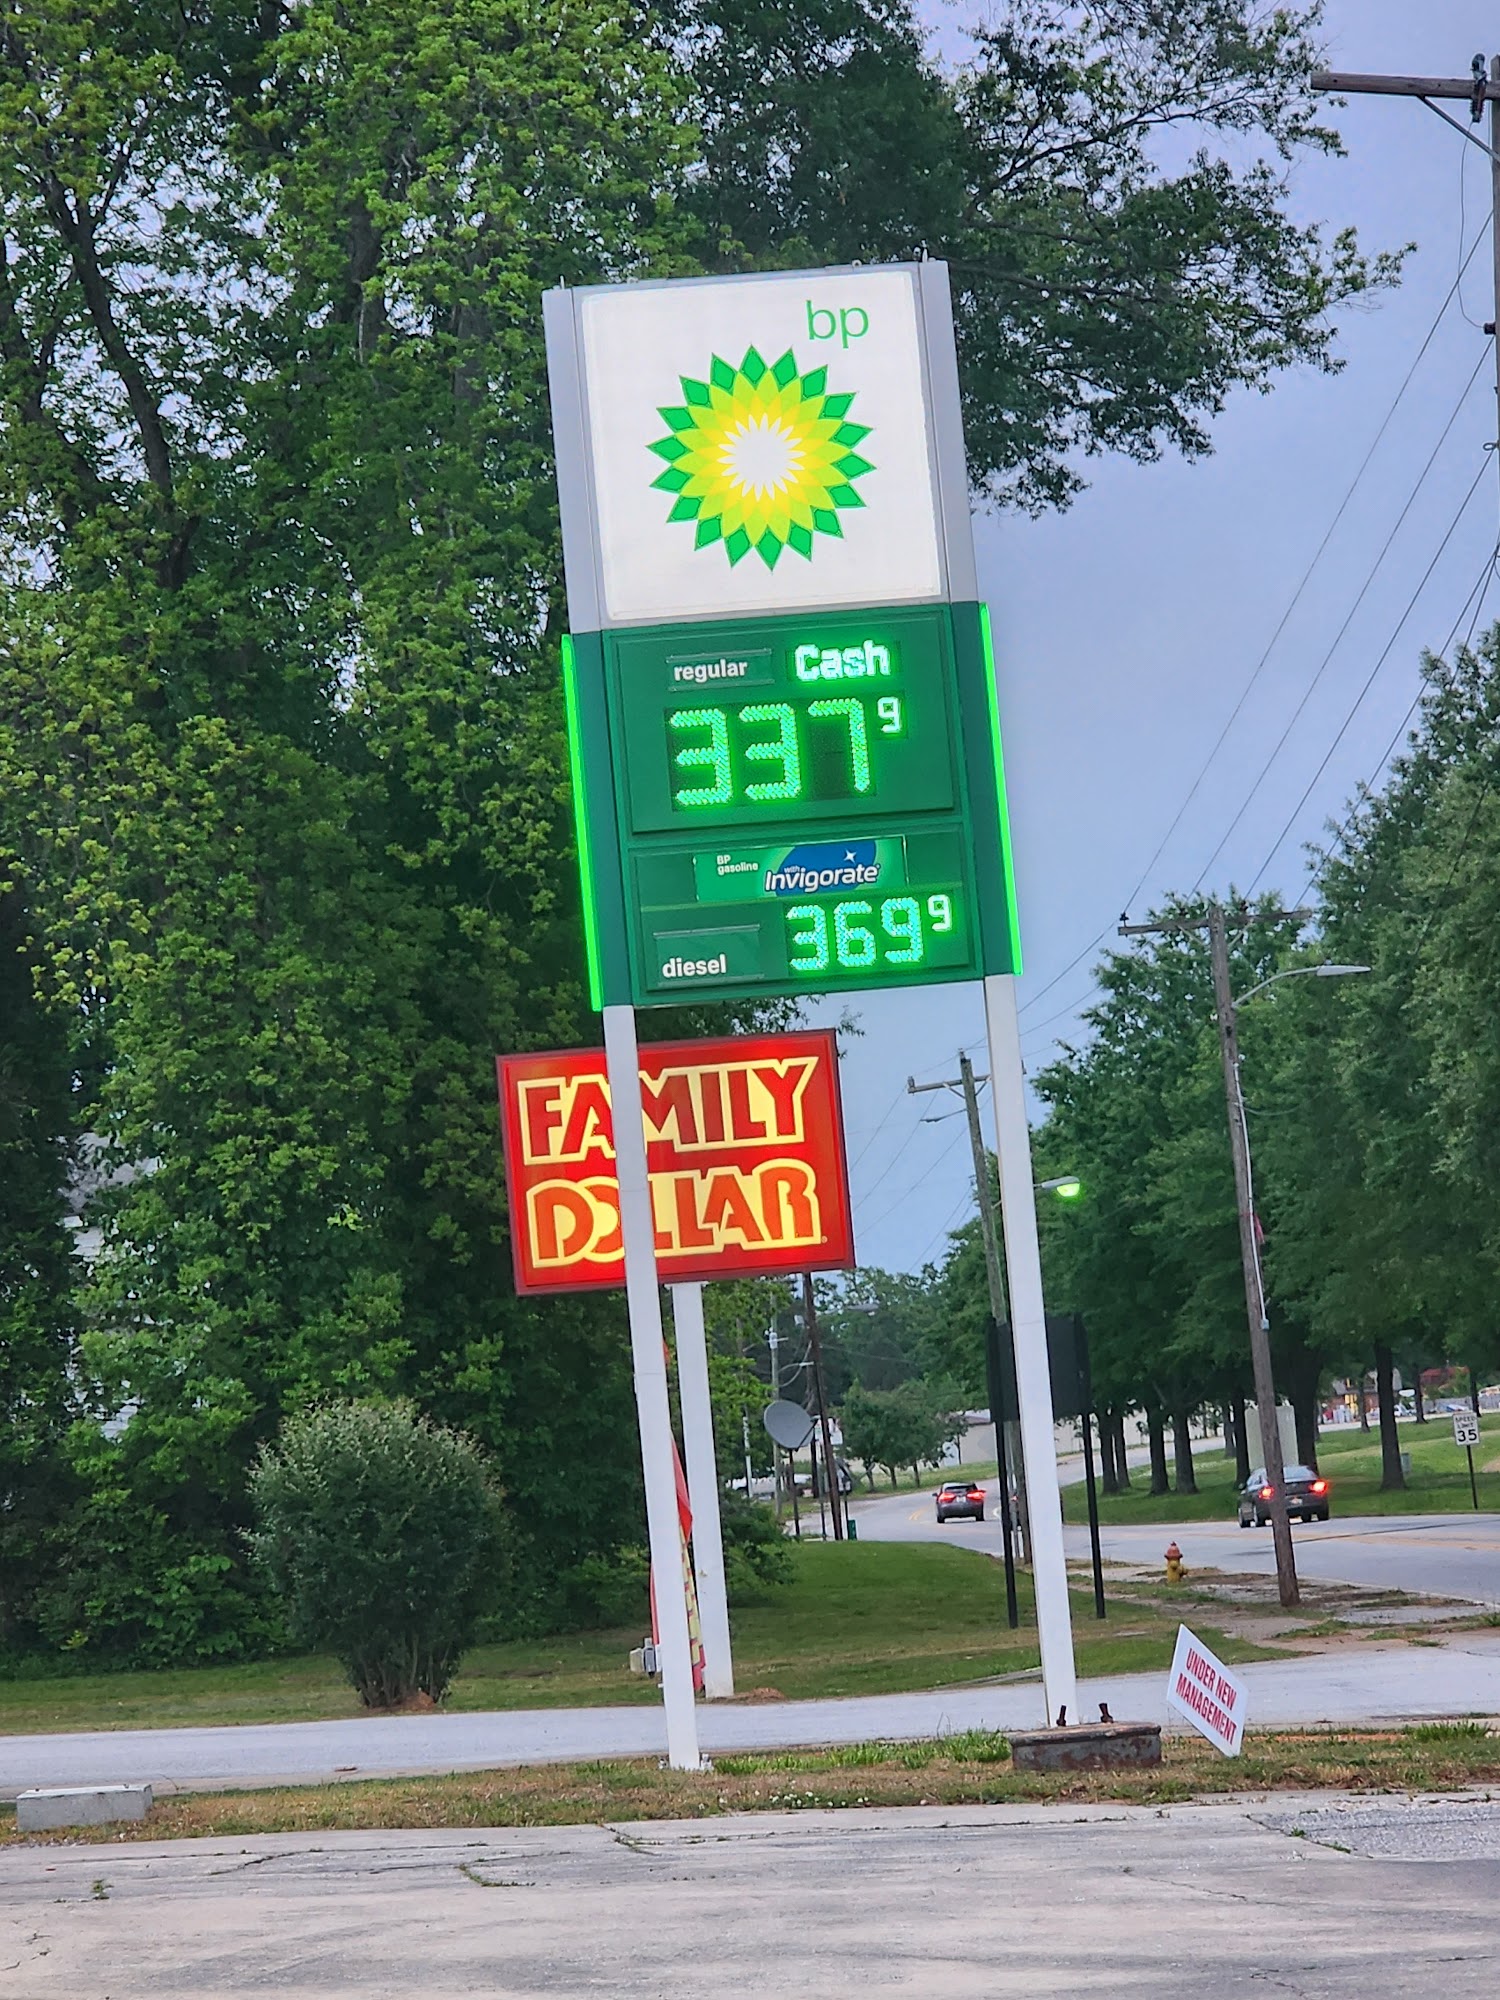 bp
regular Cash
337 9
BP
gasoline
with
Invigorate
diesel 369 9
FAMILY
DOLLAR
SPEED
LIMIT
35
UNDER NEW
MANAGEMENT